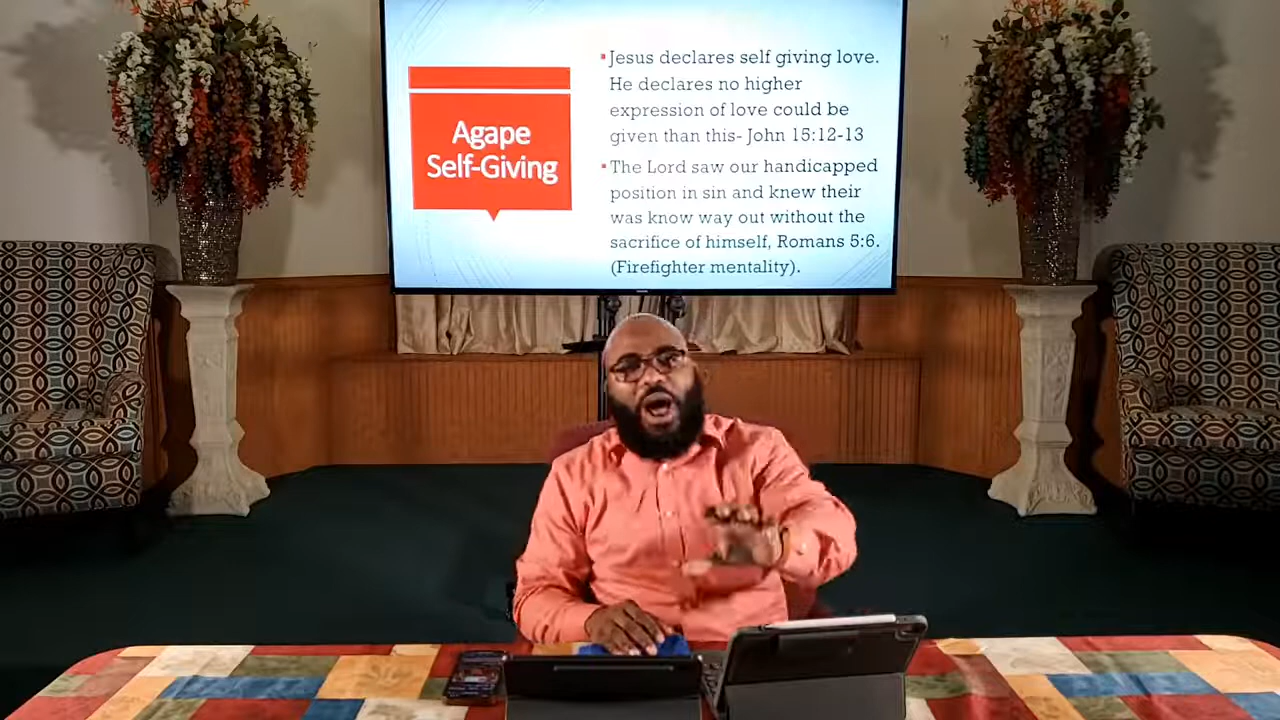 Agape
Self-Giving
Jesus declares self giving love.
He declares no higher
expression of love could be
given than this- John 15:12-13
The Lord saw our handicapped
position in sin and knew their
was know way out without the
sacrifice of himself, Romans 5:6.
(Firefighter mentality).